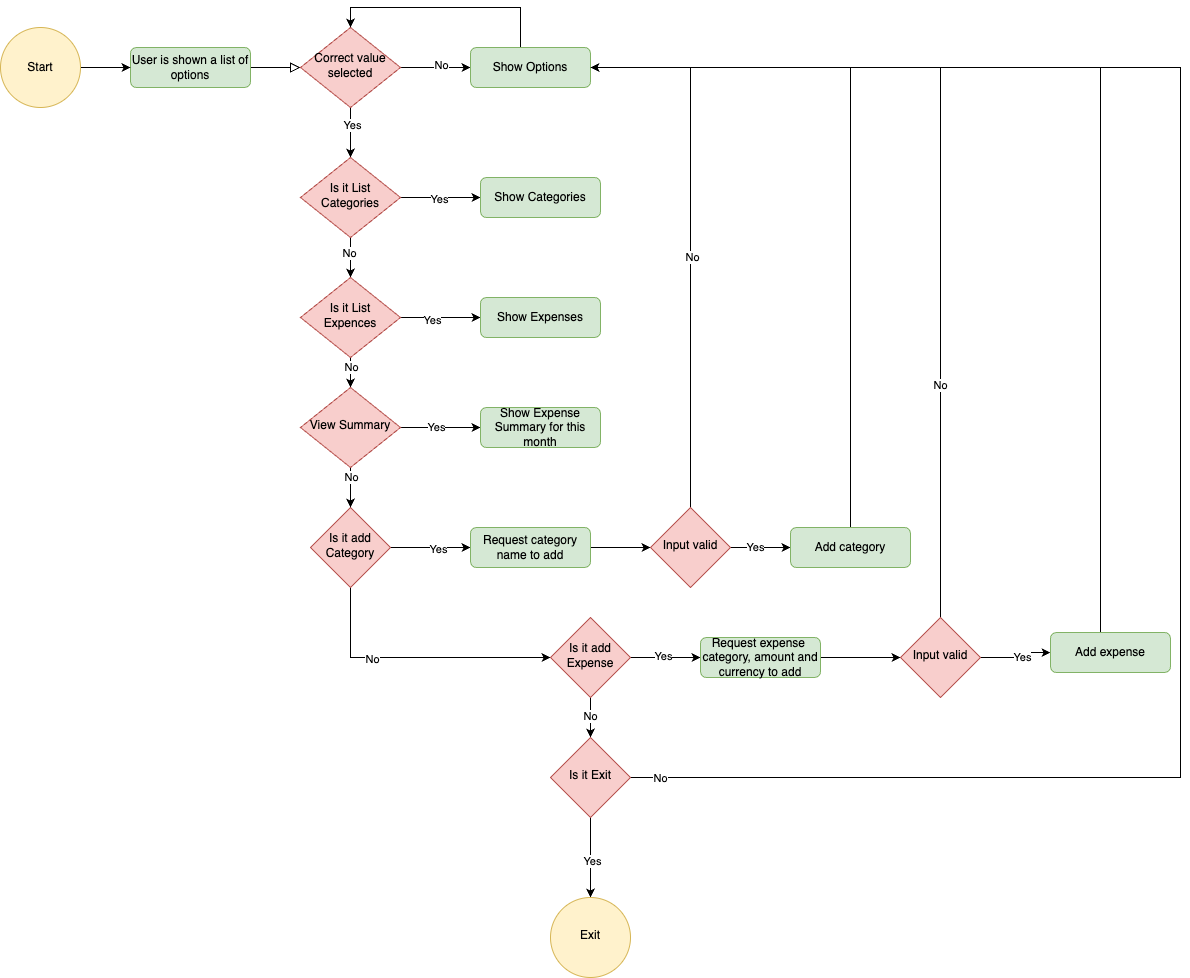 Start
User is shown a list of
options
Correct value
selected
No
Show Options
Yes
Is it List
Categories
Yes
Show Categories
No
No
Is it List
Expences
Yes
Show Expenses
No
No
View Summary
Yes
Show Expense
Summary for this
month
No
Is it add
Category
Yes
Request category
name to add
Input valid
Yes
Add category
No
Is it add
Expense
Yes
Request expense
category, amount and
currency to add
Input valid
Yes
Add expense
No
Is it Exit
No
Yes
Exit